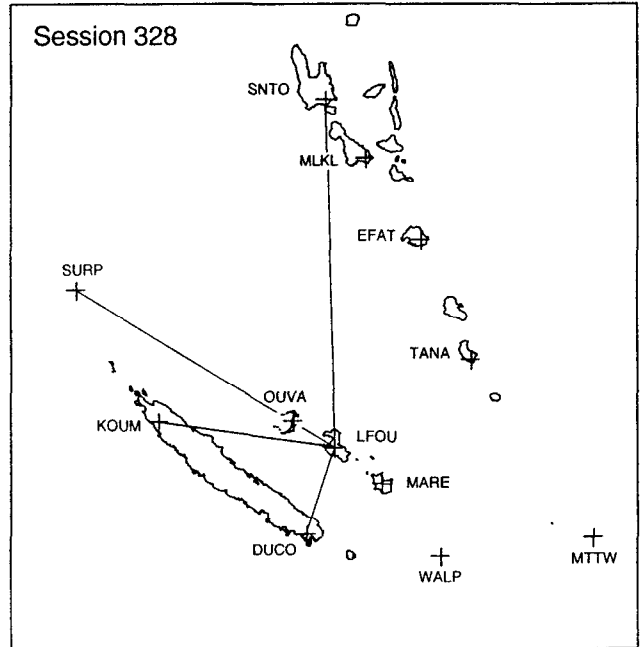 Session 328
SNTO
MLKL
EFAT
SURP
TANA
OUVA
KOUM
LFOU
MARE
DUCO
MTTW
WALP